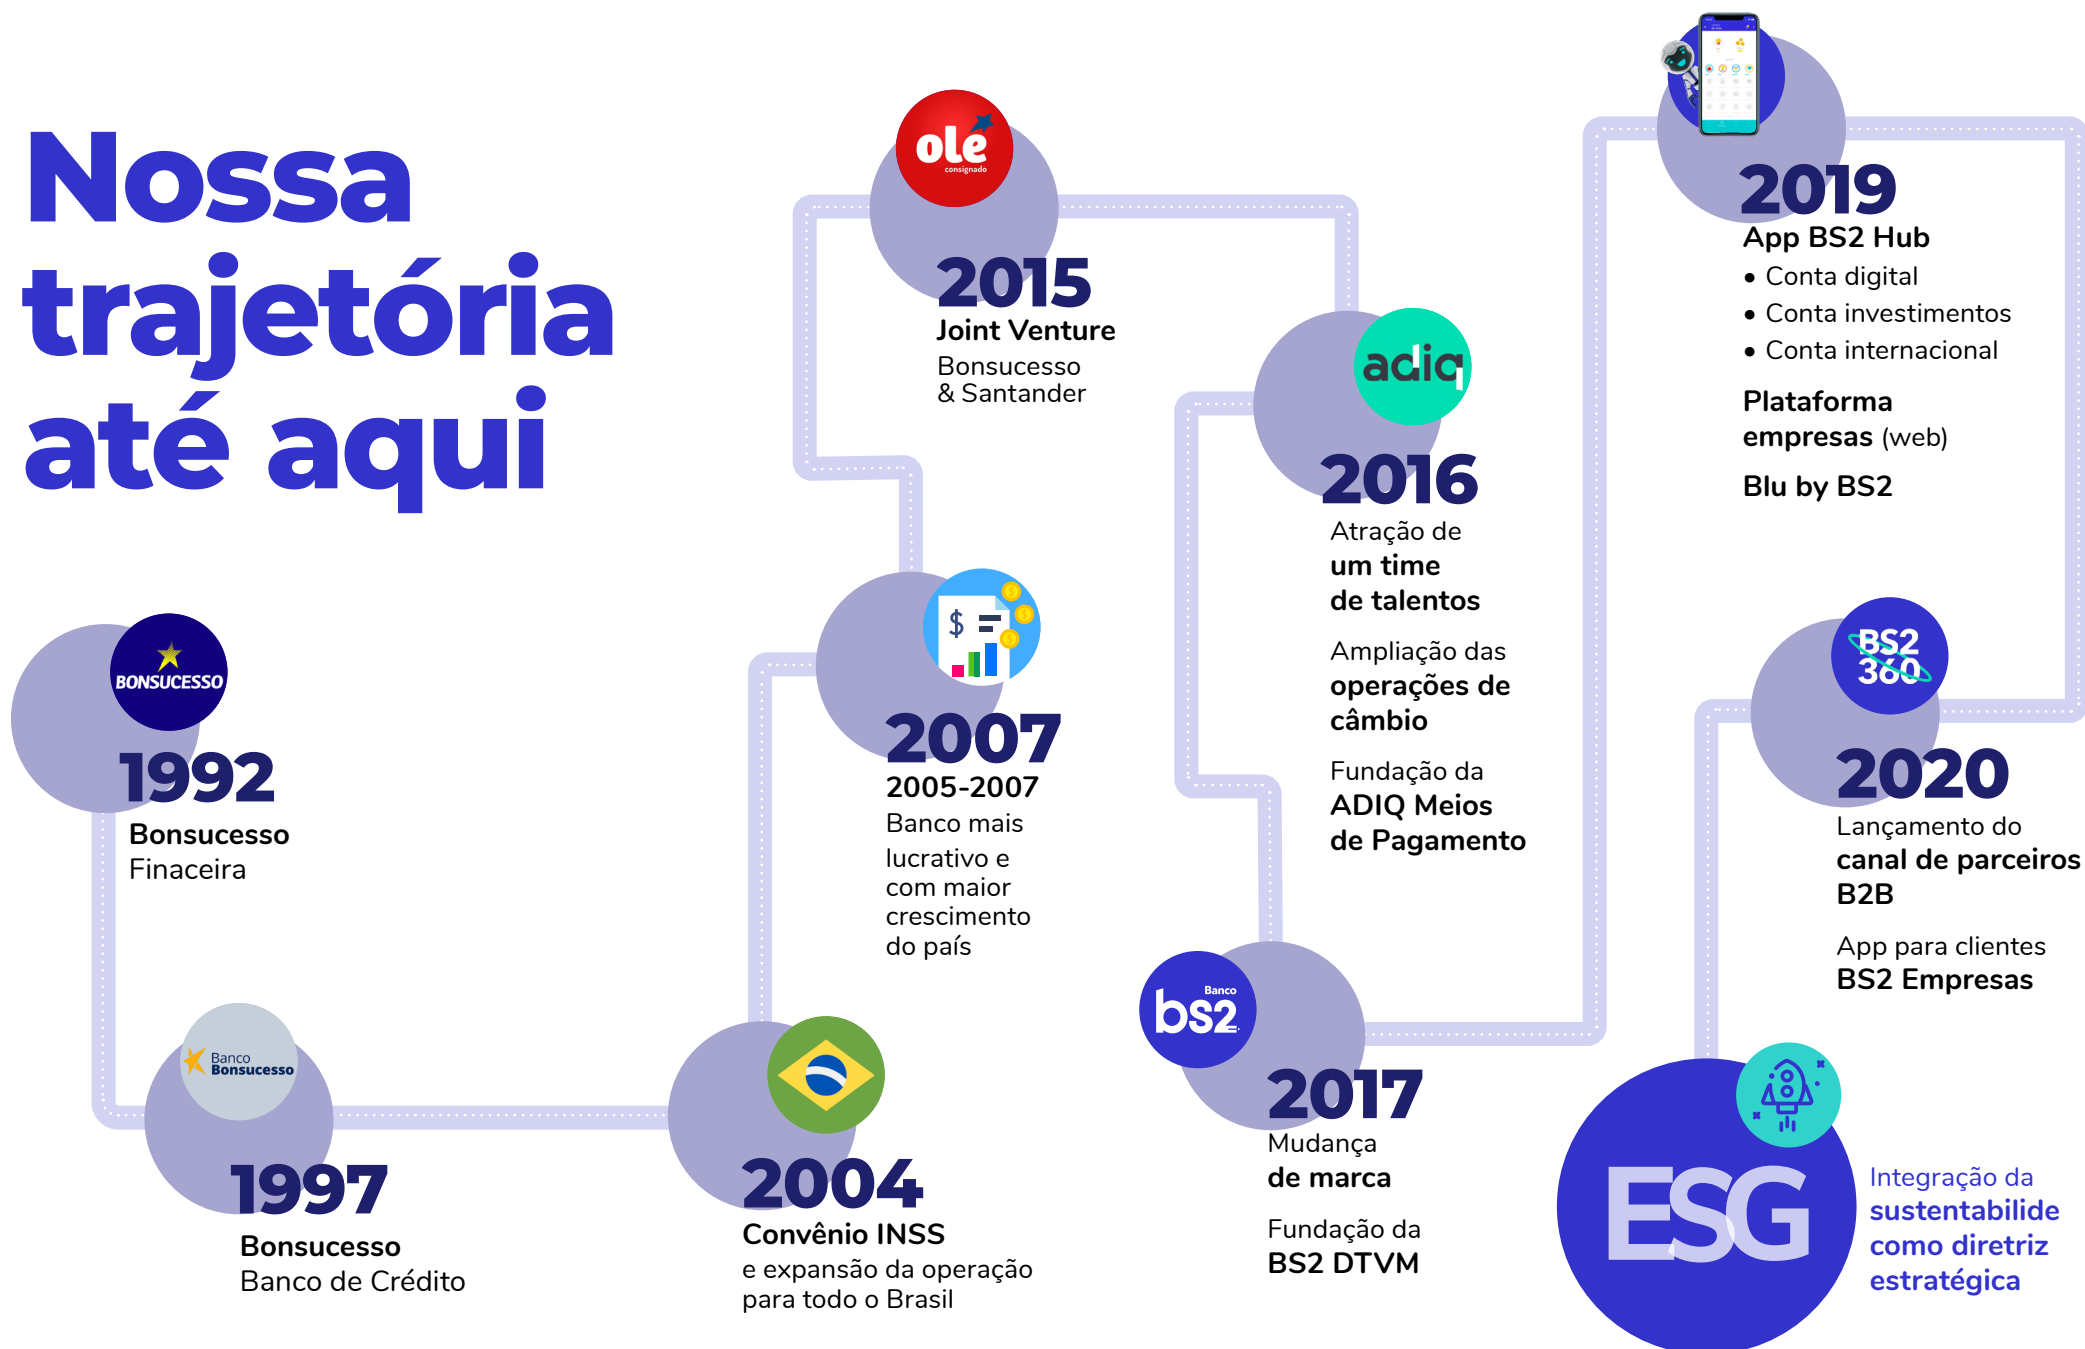 Nossa
trajetória
até aqui
BONSUCESSO
1992
Bonsucesso
Finaceira
Banco
Bonsucesso
1997
Bonsucesso
Banco de Crédito
2004
Convênio INSS
e expansão da operação
para todo o Brasil
$
2007
2005-2007
Banco mais
lucrativo e
com maior
crescimento
do país
olé
consignado
2015
Joint Venture
Bonsucesso
& Santander
adiq
2016
Atração de
um time
de talentos
Ampliação das
operações de
câmbio
Fundação da
ADIQ Meios
de Pagamento
Banco
bs2
2017
Mudança
de marca
Fundação da
BS2 DTVM
2019
App BS2 Hub
• Conta digital
• Conta investimentos
• Conta internacional
Plataforma
empresas (web)
Blu by BS2
BS2
360
2020
Lançamento do
canal de parceiros
B2B
App para clientes
BS2 Empresas
ESG
Integração da
sustentabilide
como diretriz
estratégica